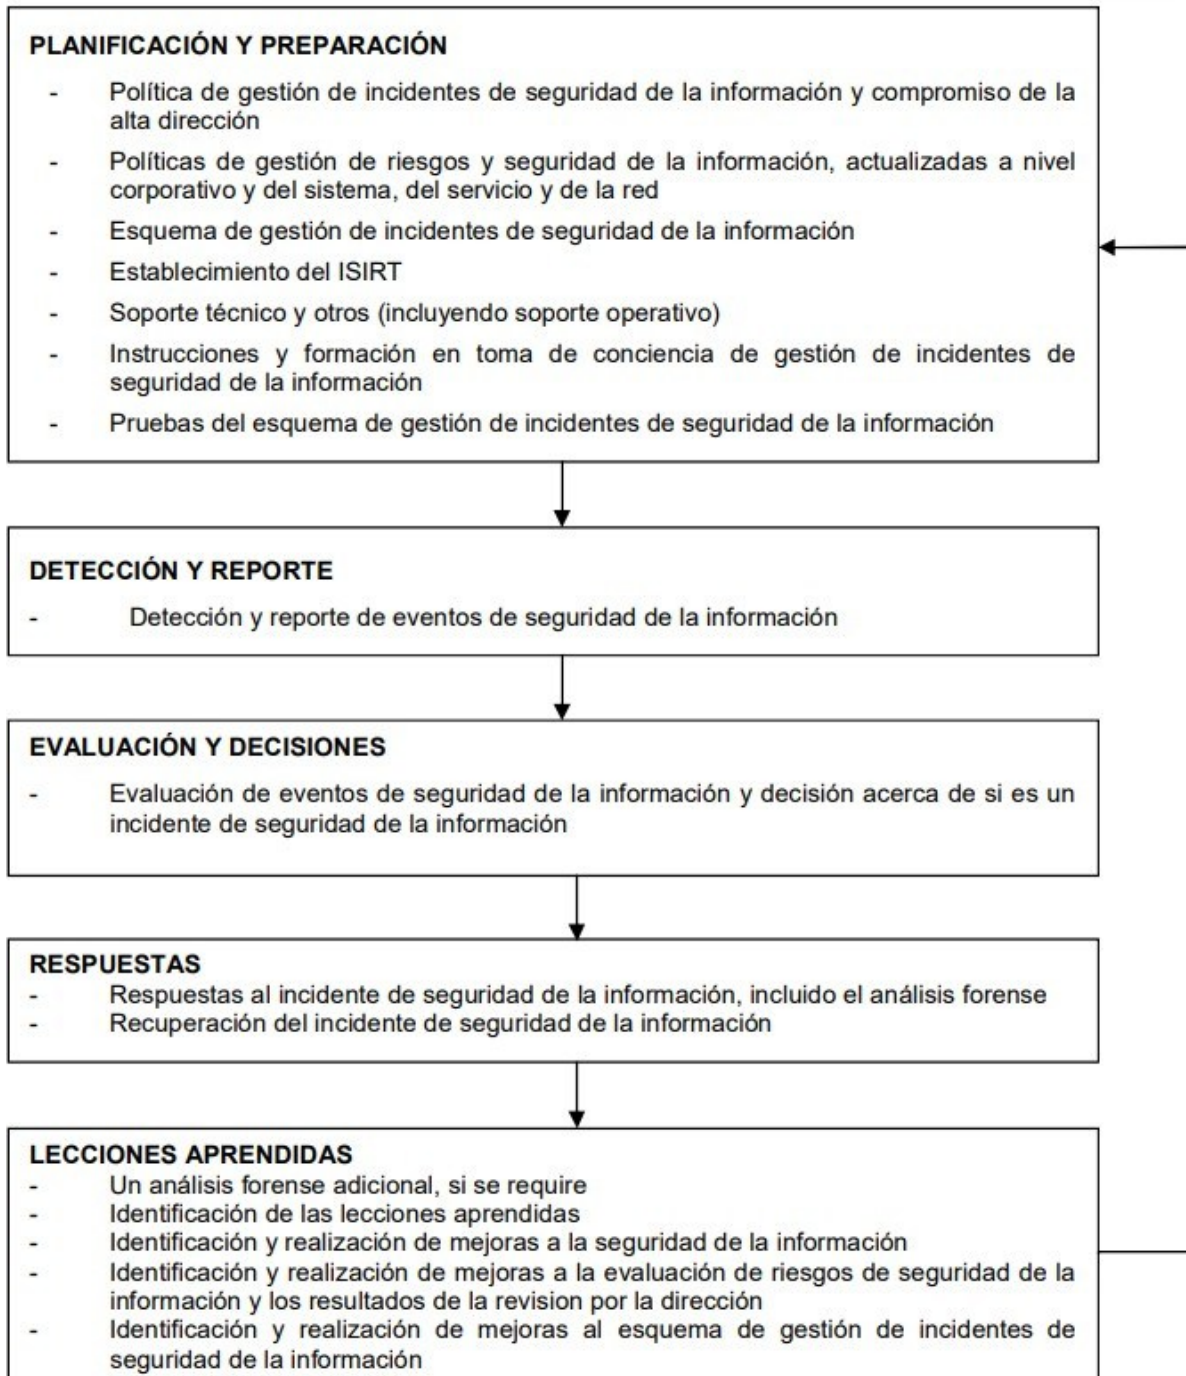 PLANIFICACIÓN Y PREPARACIÓN
- Política de gestión de incidentes de seguridad de la información y compromiso de la
alta dirección
- Políticas de gestión de riesgos y seguridad de la información, actualizadas a nivel
corporativo y del sistema, del servicio y de la red
- Esquema de gestión de incidentes de seguridad de la información
- Establecimiento del ISIRT
- Soporte técnico y otros (incluyendo soporte operativo)
- Instrucciones y formación en toma de conciencia de gestión de incidentes de
seguridad de la información
- Pruebas del esquema de gestión de incidentes de seguridad de la información
DETECCIÓN Y REPORTE
- Detección y reporte de eventos de seguridad de la información
EVALUACIÓN Y DECISIONES
- Evaluación de eventos de seguridad de la información y decisión acerca de si es un
incidente de seguridad de la información
RESPUESTAS
- Respuestas al incidente de seguridad de la información, incluido el análisis forense
- Recuperación del incidente de seguridad de la información
LECCIONES APRENDIDAS
- Un análisis forense adicional, si se require
- Identificación de las lecciones aprendidas
- Identificación y realización de mejoras a la seguridad de la información
- Identificación y realización de mejoras a la evaluación de riesgos de seguridad de la
información y los resultados de la revision por la dirección
- Identificación y realización de mejoras al esquema de gestión de incidentes de
seguridad de la información